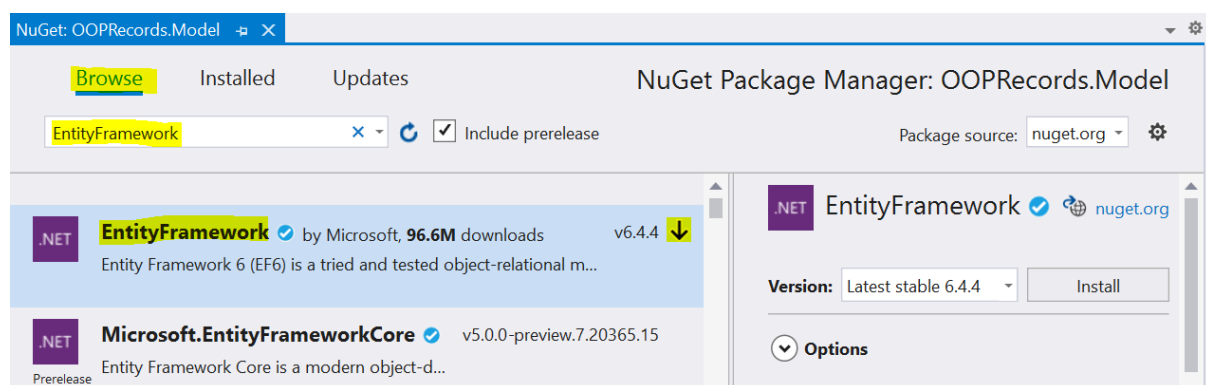 NuGet: OOPRecords.Model
Browse Installed Updates
NuGet Package Manager: OOPRecords.Model
EntityFramework
Include prerelease
Package source: nuget.org
.NET
EntityFramework by Microsoft, 96.6M downloads v6.4.4
Entity Framework 6 (EF6) is a tried and tested object-relational m...
.NET
Prerelease
Microsoft.EntityFrameworkCore v5.0.0-preview.7.20365.15
Entity Framework Core is a modern object-d...
.NET EntityFramework nuget.org
Version: Latest stable 6.4.4 Install
Options